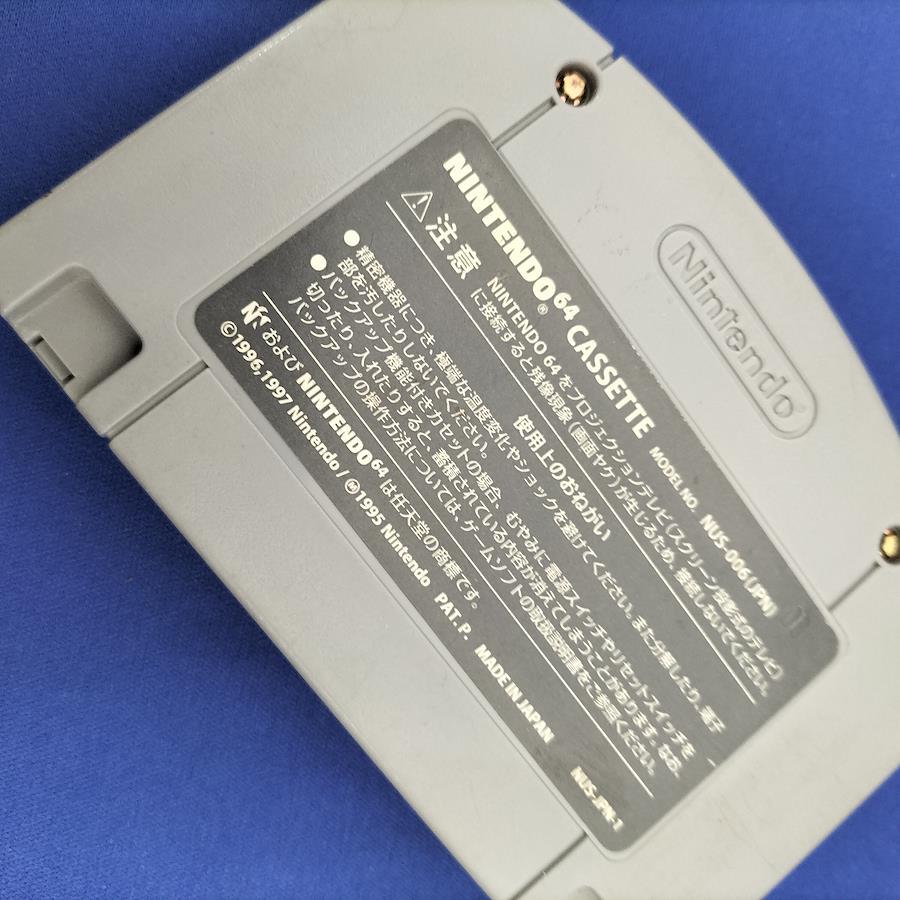 Nintendo®
NINTENDO64® CASSETTE MODEL NO. NUS-006(JPN)
⚠注意 NINTENDO 64 をプロジェクションテレビ(スクリーン投影式のテレビ)
に接続すると残像現象(画面ヤケ)が生じるため、接続しないでください。
使用上のおねがい
●精密機器につき、極端な温度変化やショックを避けてください。また分解したり、端子
部を汚したりしないでください。
●バックアップ機能付きカセットの場合、むやみに電源スイッチやリセットスイッチを
切ったり、入れたりすると、蓄積されている内容が消えてしまうことがあります。なお、
バックアップの操作方法については、ゲームソフトの取扱説明書をご参照ください。
および NINTENDO64 は任天堂の商標です。
©1996,1997 Nintendo/Ⓜ1995 Nintendo PAT.P. MADE IN JAPAN
NUS-JPN-1